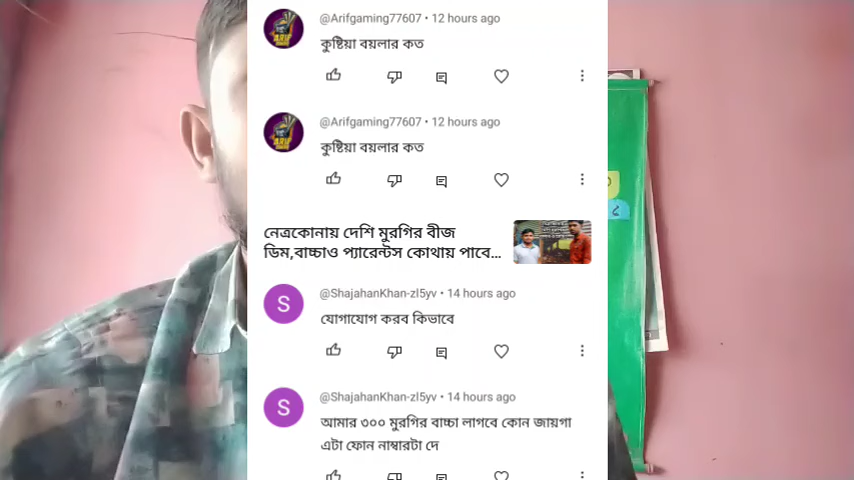 @Arifgaming77607 • 12 hours ago
কুষ্টিয়া বয়লার কত
@Arifgaming77607 • 12 hours ago
কুষ্টিয়া বয়লার কত
নেত্রকোনায় দেশি মুরগির বীজ
ডিম,বাচ্চাও প্যারেন্টস কোথায় পাবে...
S
@ShajahanKhan-zl5yv • 14 hours ago
যোগাযোগ করব কিভাবে
S
@ShajahanKhan-zl5yv • 14 hours ago
আমার ৩০০ মুরগির বাচ্চা লাগবে কোন জায়গা
এটা ফোন নাম্বারটা দে